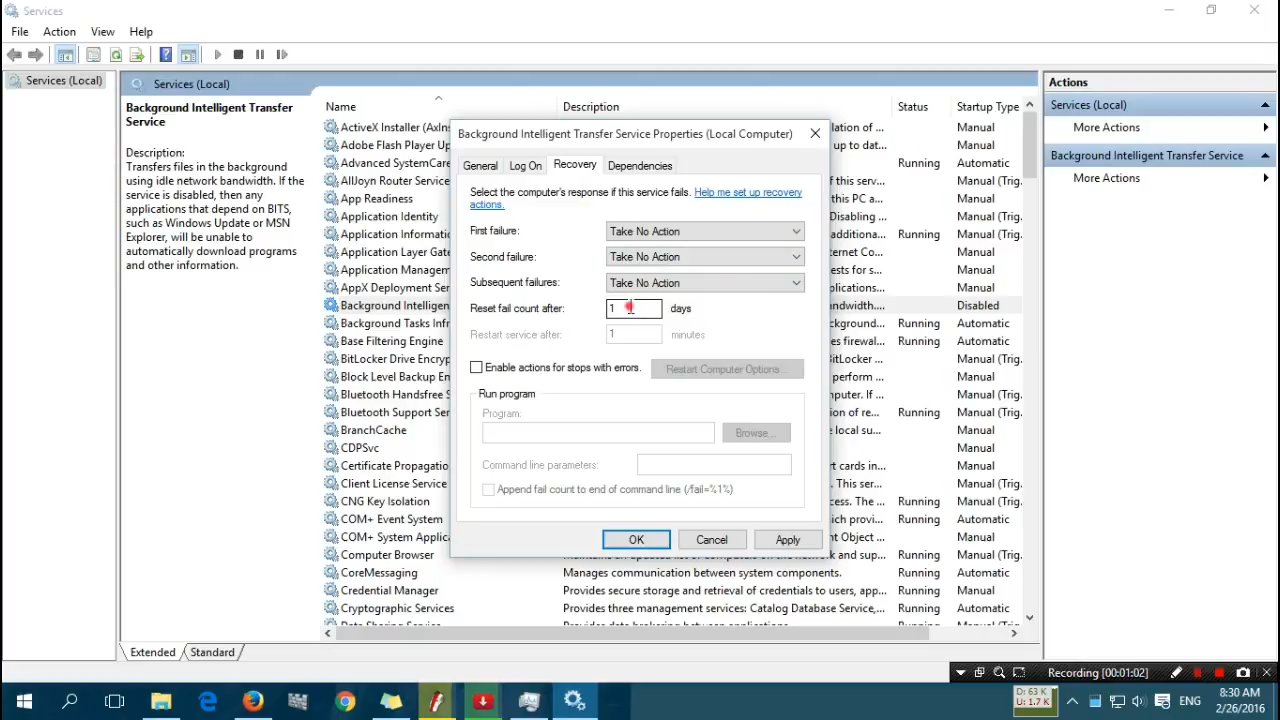 Services
File Action View Help
Services (Local)
Services (Local)
Background Intelligent Transfer
Service
Description:
Transfers files in the background
using idle network bandwidth. If the
service is disabled, then any
applications that depend on BITS,
such as Windows Update or MSN
Explorer, will be unable to
automatically download programs
and other information.
Name Description Status Startup Type
ActiveX Installer (AxIns lation of ... Manual
Adobe Flash Player Up up to dat... Manual
Advanced SystemCare Running Automatic
AllJoyn Router Service f this serv... Manual
App Readiness his PC a... Manual
Application Identity Disabling ... Manual (Trig.
Application Informati additiona... Running Manual (Trig.
Application Layer Gate Manual
Application Managem ests for s... Manual
AppX Deployment Ser plications. Manual
Background Intelligen ndwidth.... Disabled
Background Tasks Infr ckground... Running Automatic
Base Filtering Engine es firewal... Running Automatic
BitLocker Drive Encryp Manual (Trig.
Block Level Backup En perform ... Manual
Bluetooth Handsfree S omputer. If ... Manual (Trig.
Bluetooth Support Ser tion of re... Running Manual (Trig.
BranchCache he local su... Manual
CDPSvc Manual
Certificate Propagatio t cards in... Manual
Client License Service n). This ser... Manual (Trig.
CNG Key Isolation ess. The ... Running Manual (Trig.
COM+ Event System hich provi... Running Automatic
COM+ System Applic nt Object ... Manual
Computer Browser and sup... Running Manual (Trig.
CoreMessaging Manages communication between system components. Running Automatic
Credential Manager Provides secure storage and retrieval of credentials to users, app... Running Manual
Cryptographic Services Provides three management services: Catalog Database Service,... Running Automatic
Extended Standard
Background Intelligent Transfer Service Properties (Local Computer)
General Log On Recovery Dependencies
Select the computer's response if this service fails. Help me set up recovery
actions.
First failure: Take No Action
Second failure: Take No Action
Subsequent failures: Take No Action
Reset fail count after: 1 days
Restart service after: 1 minutes
Enable actions for stops with errors. Restart Computer Options...
Run program
Program:
Browse...
Command line parameters:
Append fail count to end of command line (/fail=%1%)
OK Cancel Apply
Actions
Services (Local)
More Actions
Background Intelligent Transfer Service
More Actions
Recording [00:01:02]
D: 63 K
U: 1.7 K
ENG
8:30 AM
2/26/2016